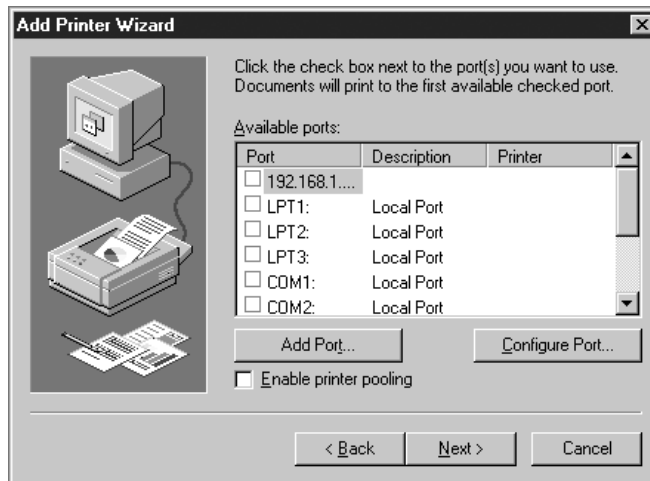 Add Printer Wizard
Click the check box next to the port(s) you want to use.
Documents will print to the first available checked port.
Available ports:
Port Description Printer
192.168.1....
LPT1: Local Port
LPT2: Local Port
LPT3: Local Port
COM1: Local Port
COM2: Local Port
Add Port... Configure Port...
Enable printer pooling
< Back Next > Cancel